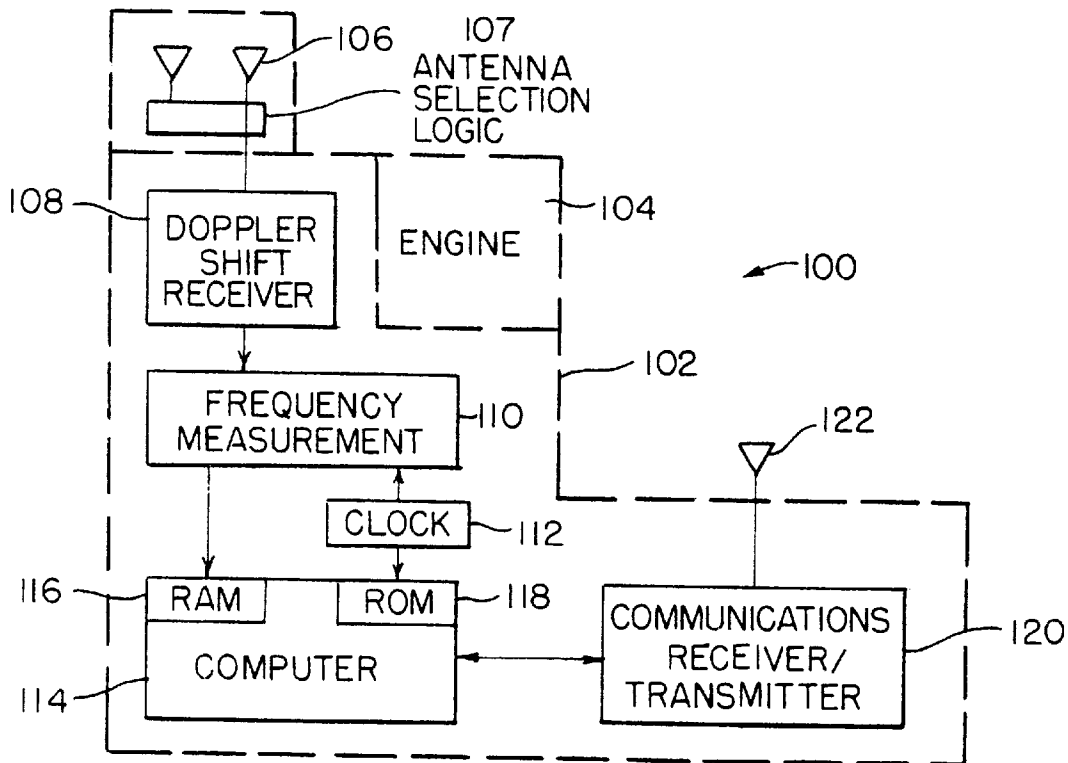 106
107
ANTENNA
SELECTION
LOGIC
108
DOPPLER
SHIFT
RECEIVER
ENGINE
104
100
102
FREQUENCY
MEASUREMENT
110
122
CLOCK
112
116
RAM
ROM
118
COMPUTER
114
COMMUNICATIONS
RECEIVER/
TRANSMITTER
120